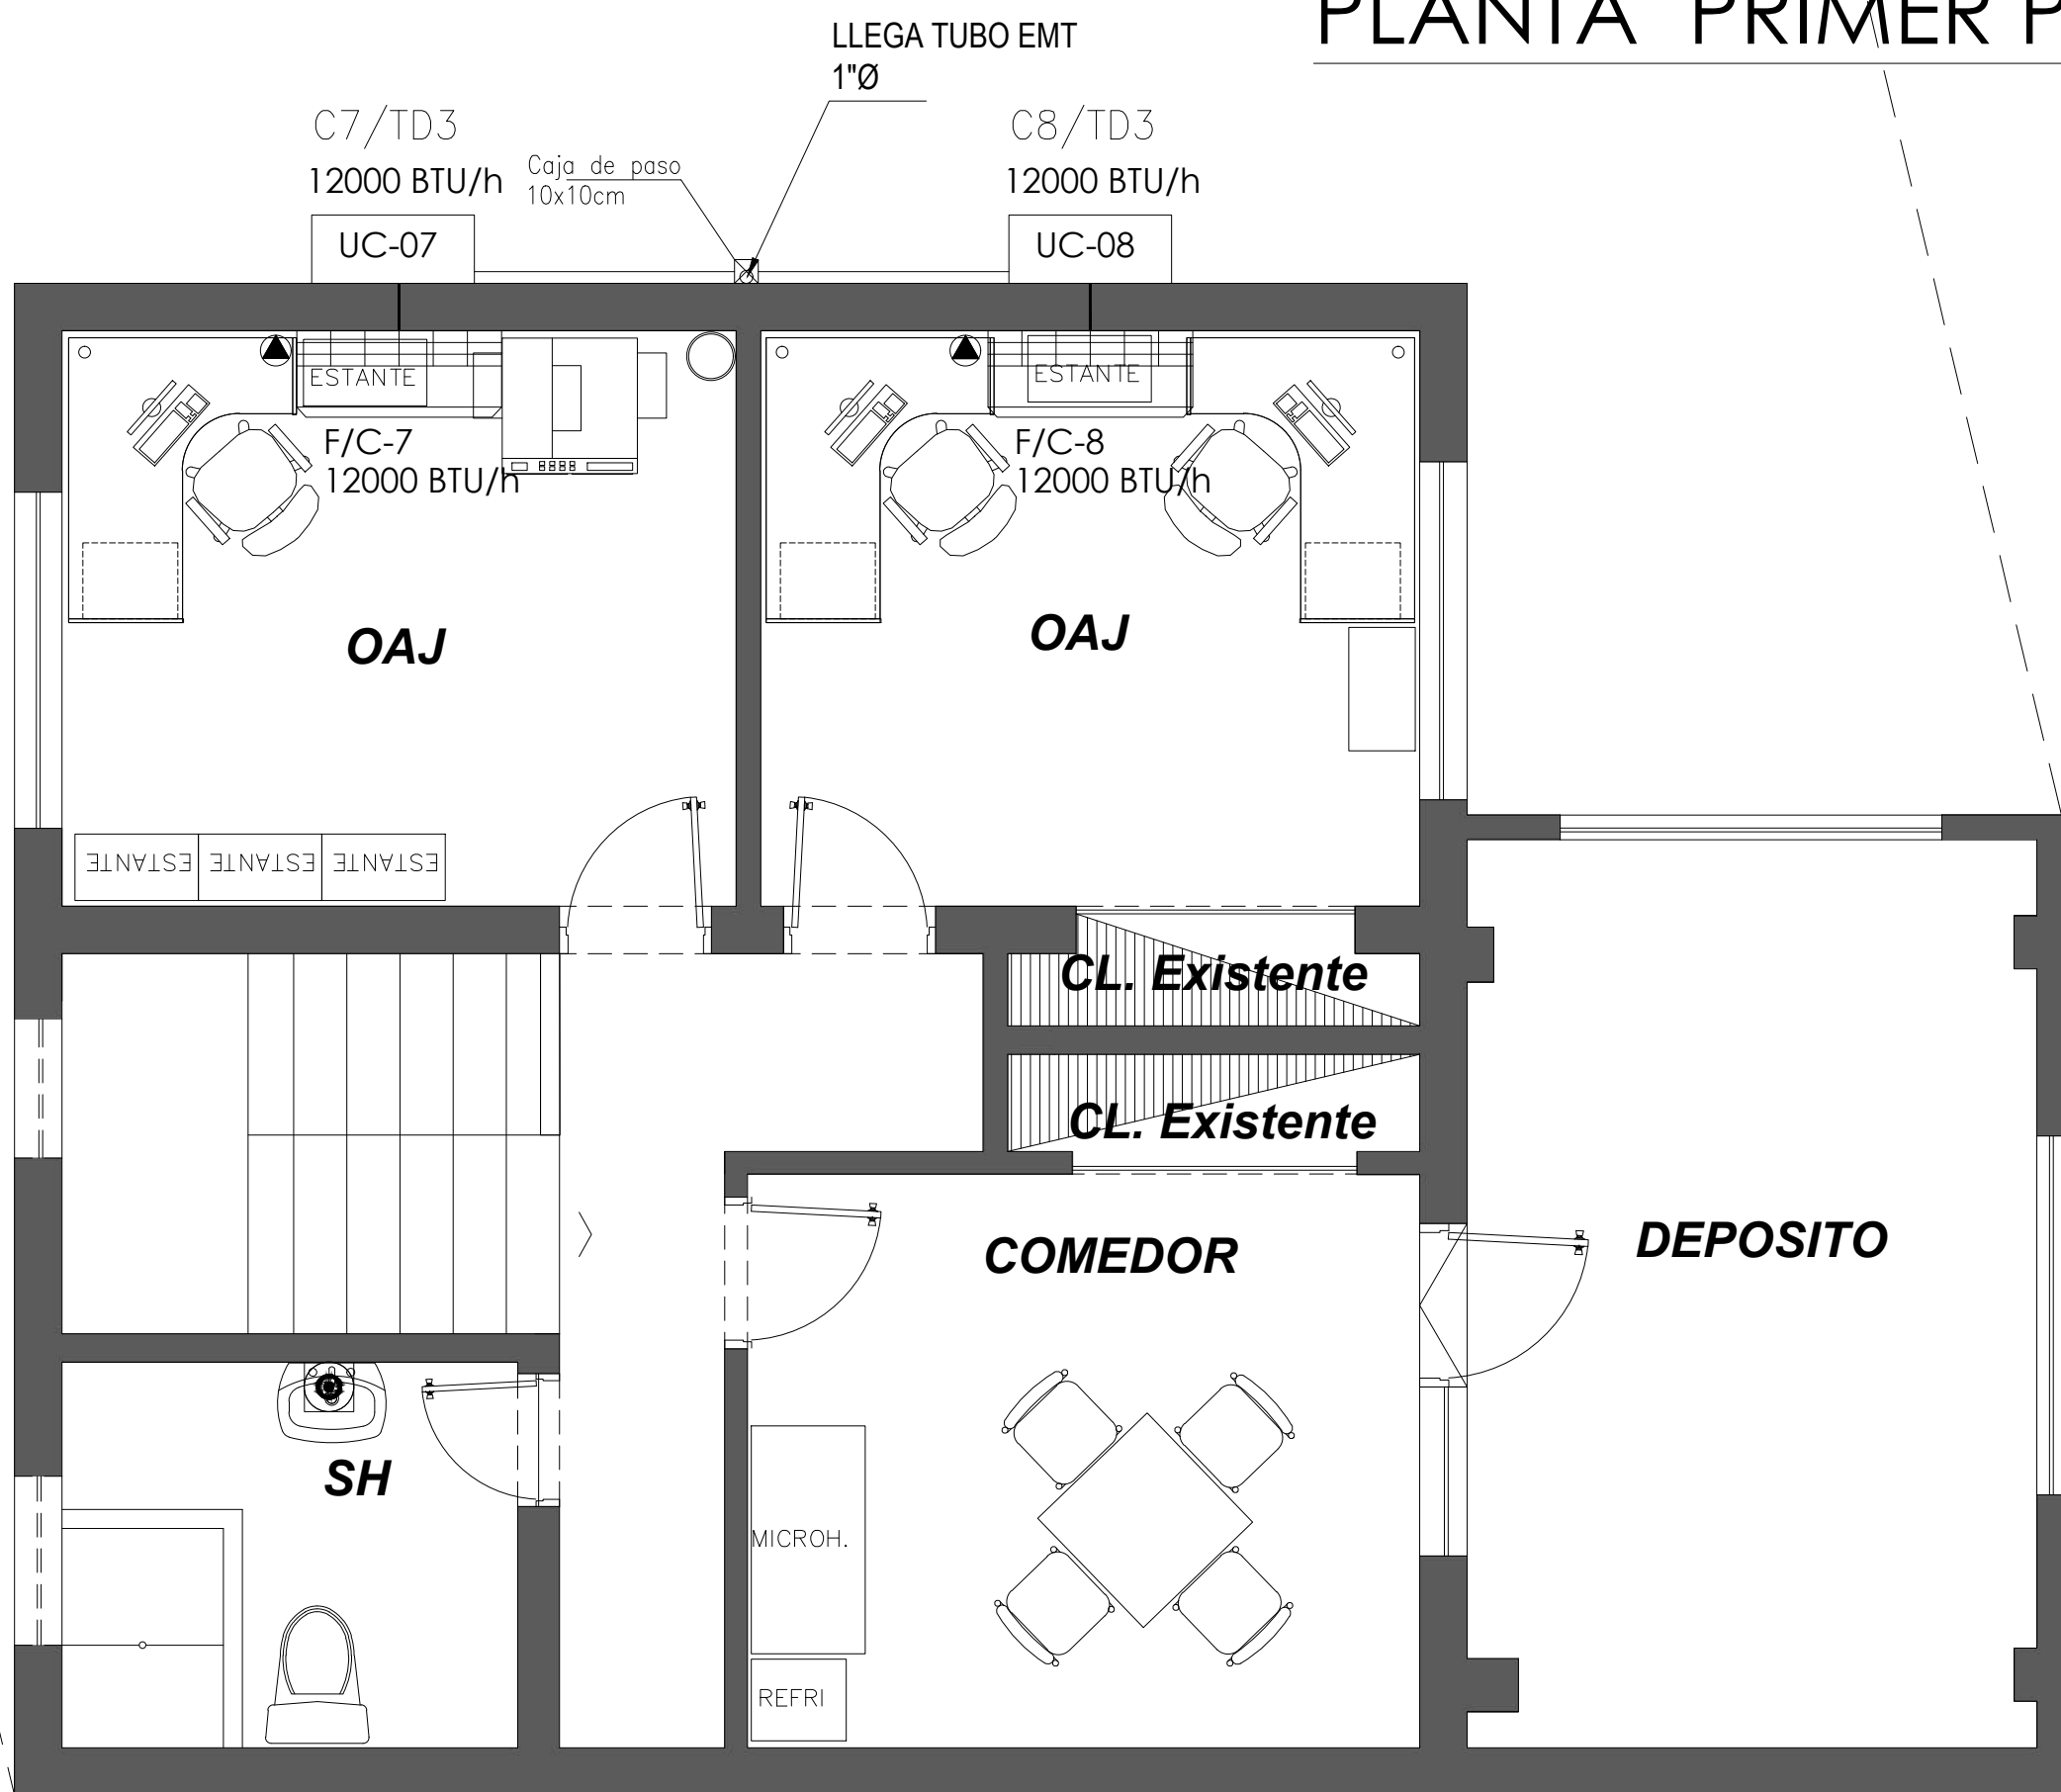 PLANTA PRIMER P
LLEGA TUBO EMT
1"Ø
C7/TD3
12000 BTU/h
Caja de paso
10x10cm
C8/TD3
12000 BTU/h
UC-07
UC-08
ESTANTE
ESTANTE
F/C-7
12000 BTU/h
F/C-8
12000 BTU/h
OAJ
OAJ
ESTANTE
ESTANTE
ESTANTE
CL. Existente
CL. Existente
COMEDOR
DEPOSITO
SH
MICROH.
REFRI